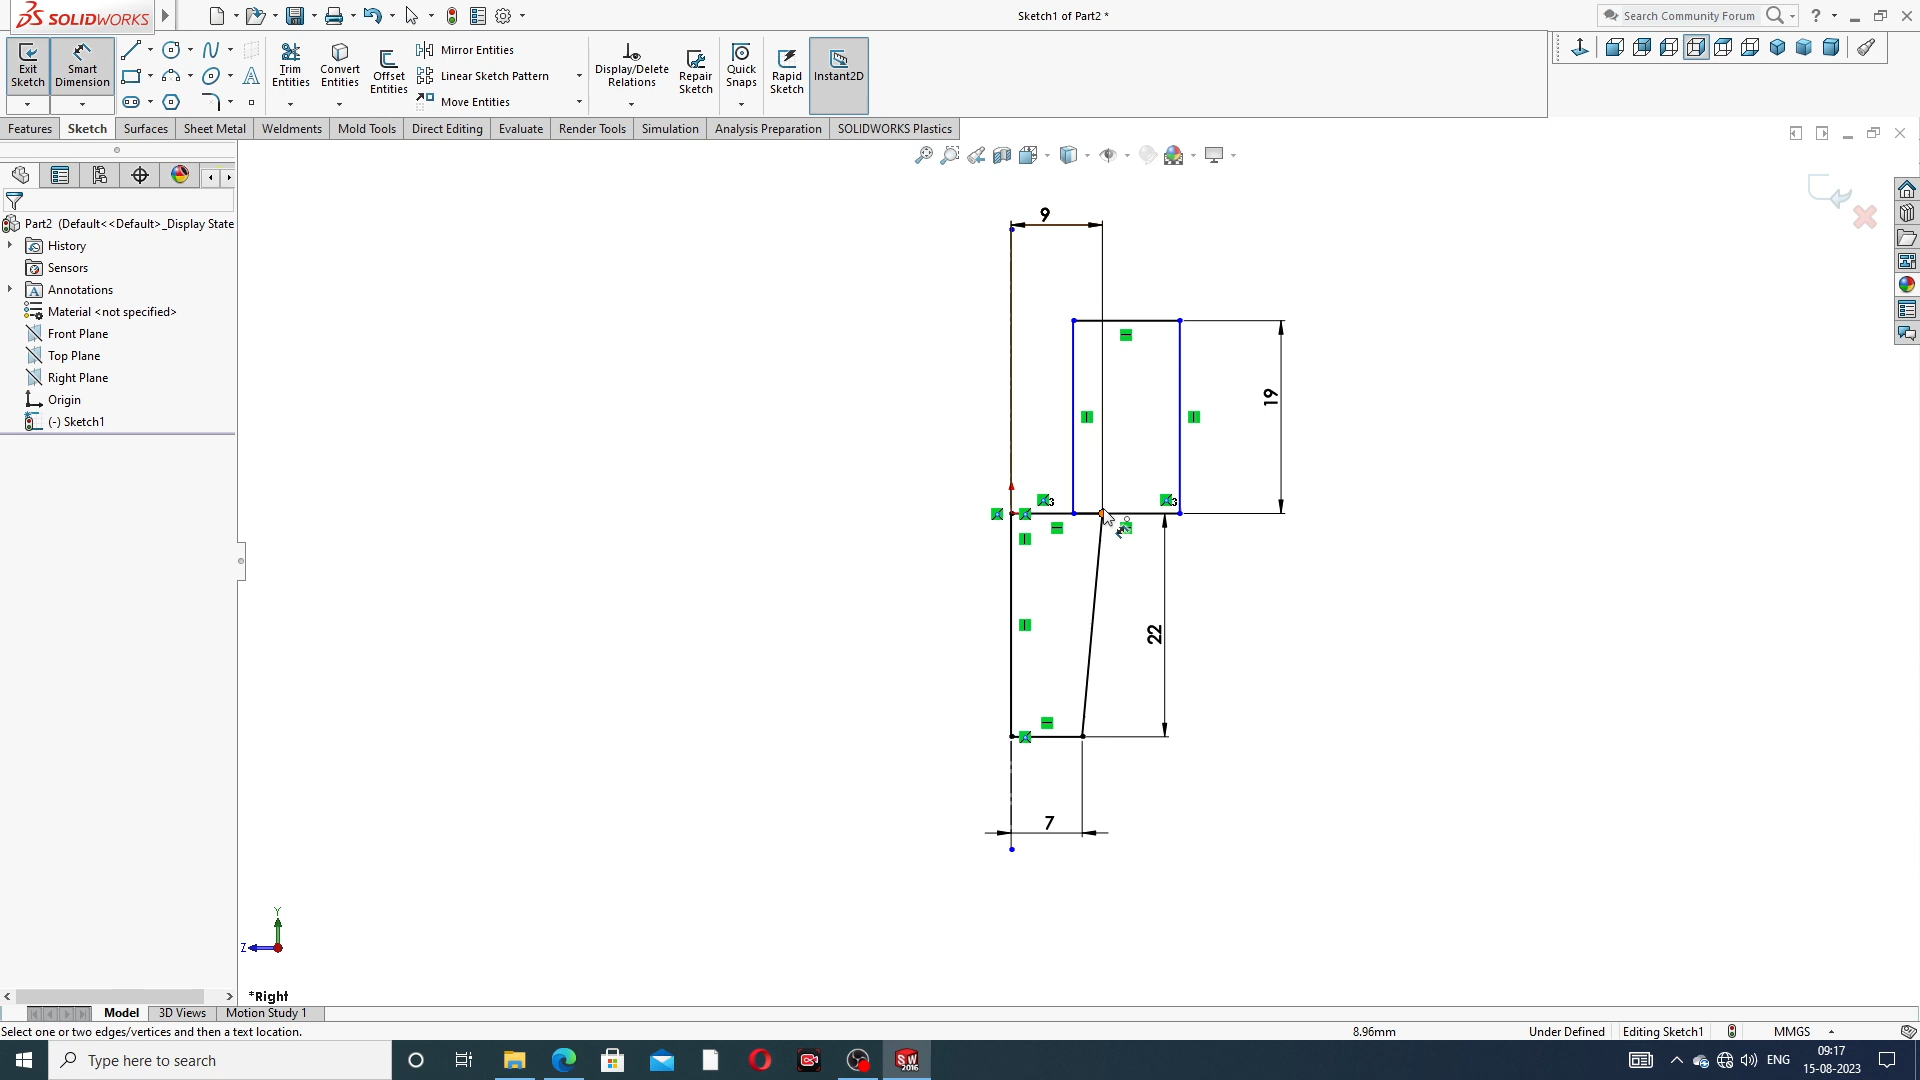 SOLIDWORKS
Sketch1 of Part2 *
Search Community Forum
Exit Sketch
Smart Dimension
Trim Entities
Convert Entities
Offset Entities
Mirror Entities
Linear Sketch Pattern
Move Entities
Display/Delete Relations
Repair Sketch
Quick Snaps
Rapid Sketch
Instant2D
Features
Sketch
Surfaces
Sheet Metal
Weldments
Mold Tools
Direct Editing
Evaluate
Render Tools
Simulation
Analysis Preparation
SOLIDWORKS Plastics
Part2 (Default<<Default>_Display State
History
Sensors
Annotations
Material <not specified>
Front Plane
Top Plane
Right Plane
Origin
(-) Sketch1
9
19
3
3
22
7
Y
Z
*Right
Model
3D Views
Motion Study 1
Select one or two edges/vertices and then a text location.
8.96mm
Under Defined
Editing Sketch1
MMGS
Type here to search
SW 2016
ENG
09:17
15-08-2023